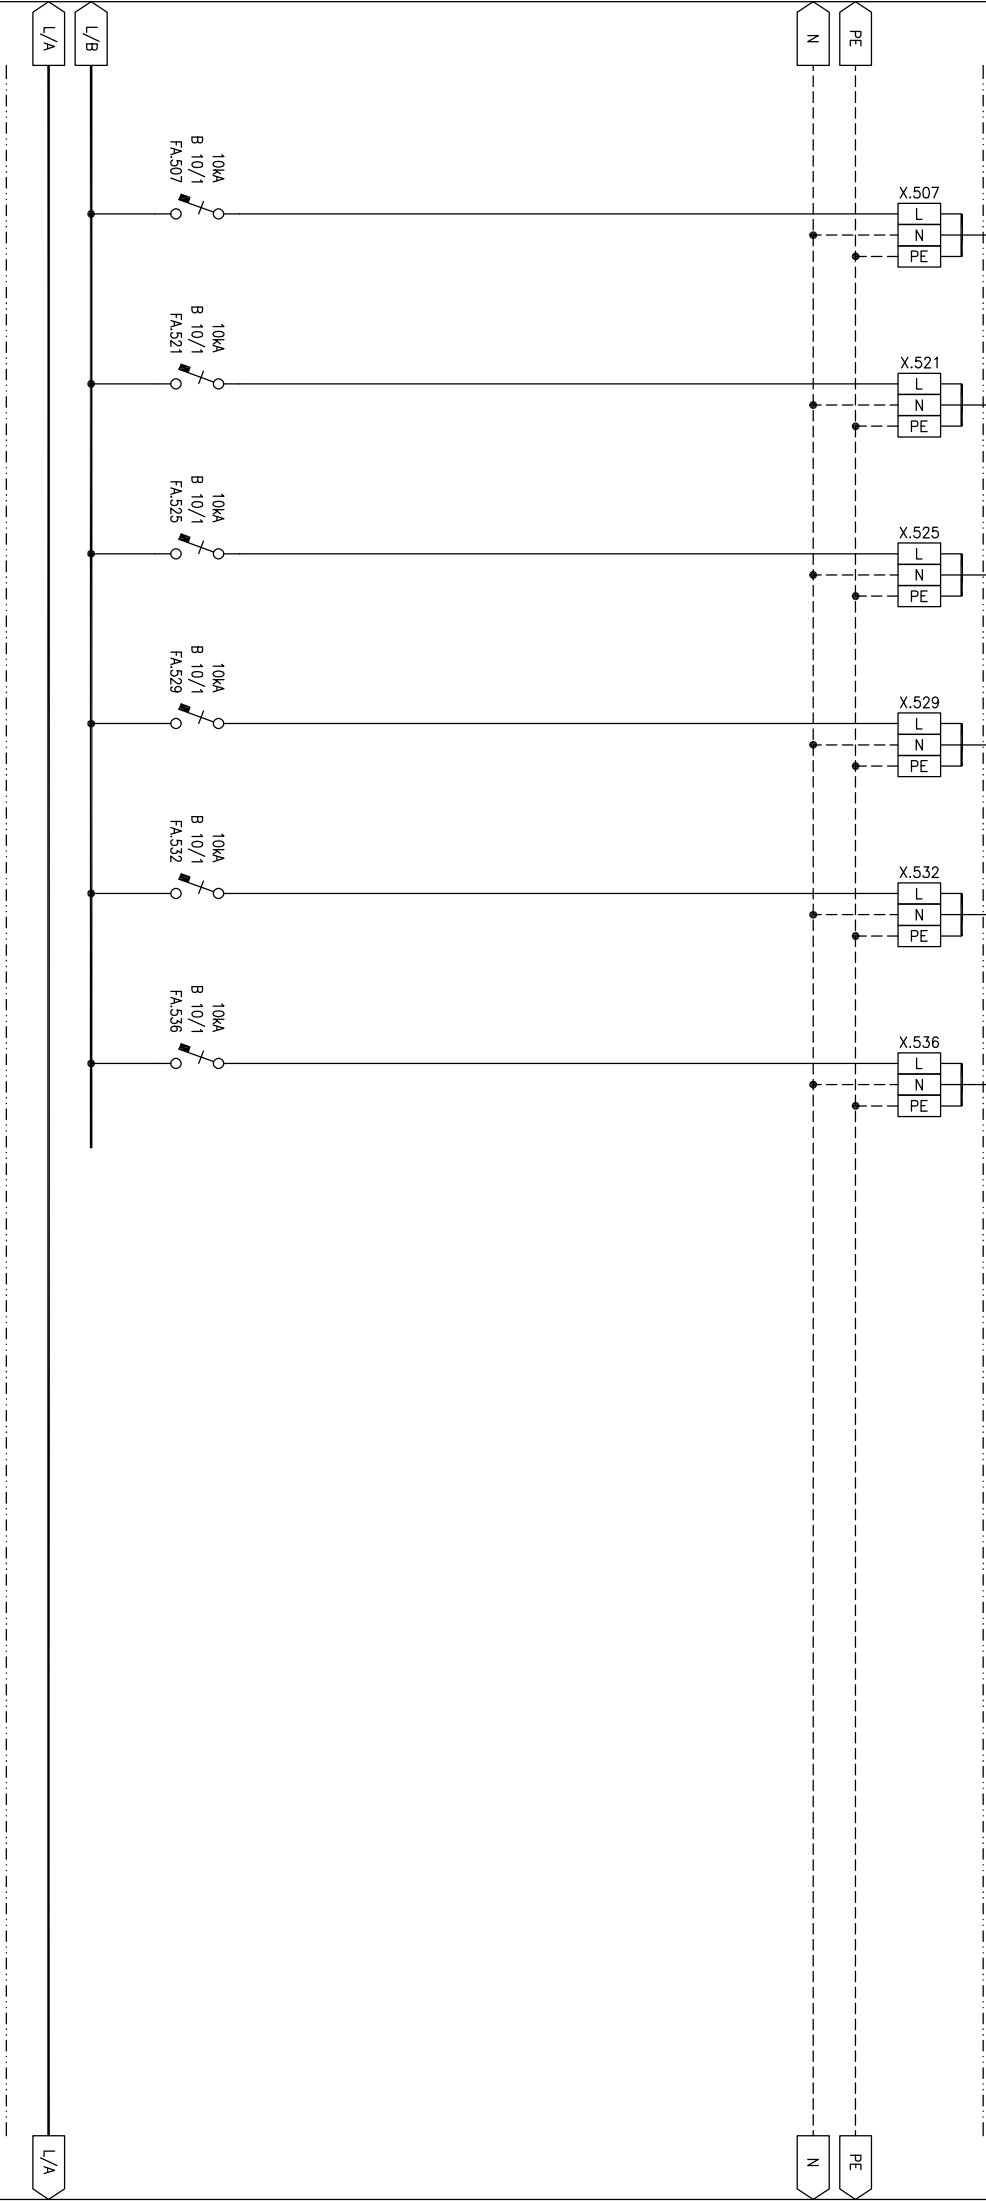 L/A
L/B
N
PE
10kA
B 10/1
FA.507
X.507
L
N
PE
10kA
B 10/1
FA.521
X.521
L
N
PE
10kA
B 10/1
FA.525
X.525
L
N
PE
10kA
B 10/1
FA.529
X.529
L
N
PE
10kA
B 10/1
FA.532
X.532
L
N
PE
10kA
B 10/1
FA.536
X.536
L
N
PE
L/A
N
PE